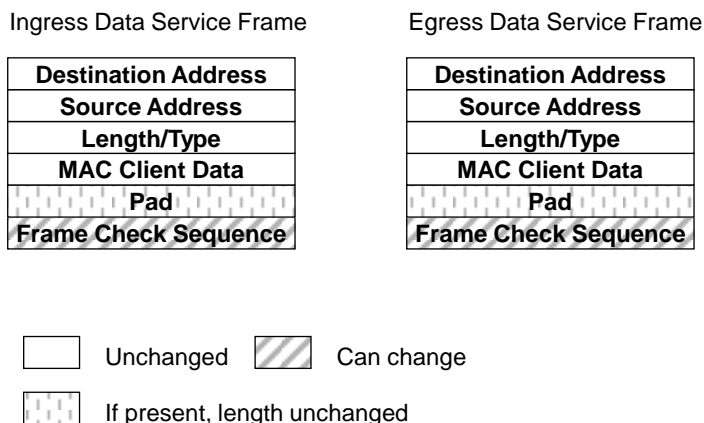 Ingress Data Service Frame
Egress Data Service Frame
Destination Address
Source Address
Length/Type
MAC Client Data
Pad
Frame Check Sequence
Destination Address
Source Address
Length/Type
MAC Client Data
Pad
Frame Check Sequence
Unchanged
Can change
If present, length unchanged